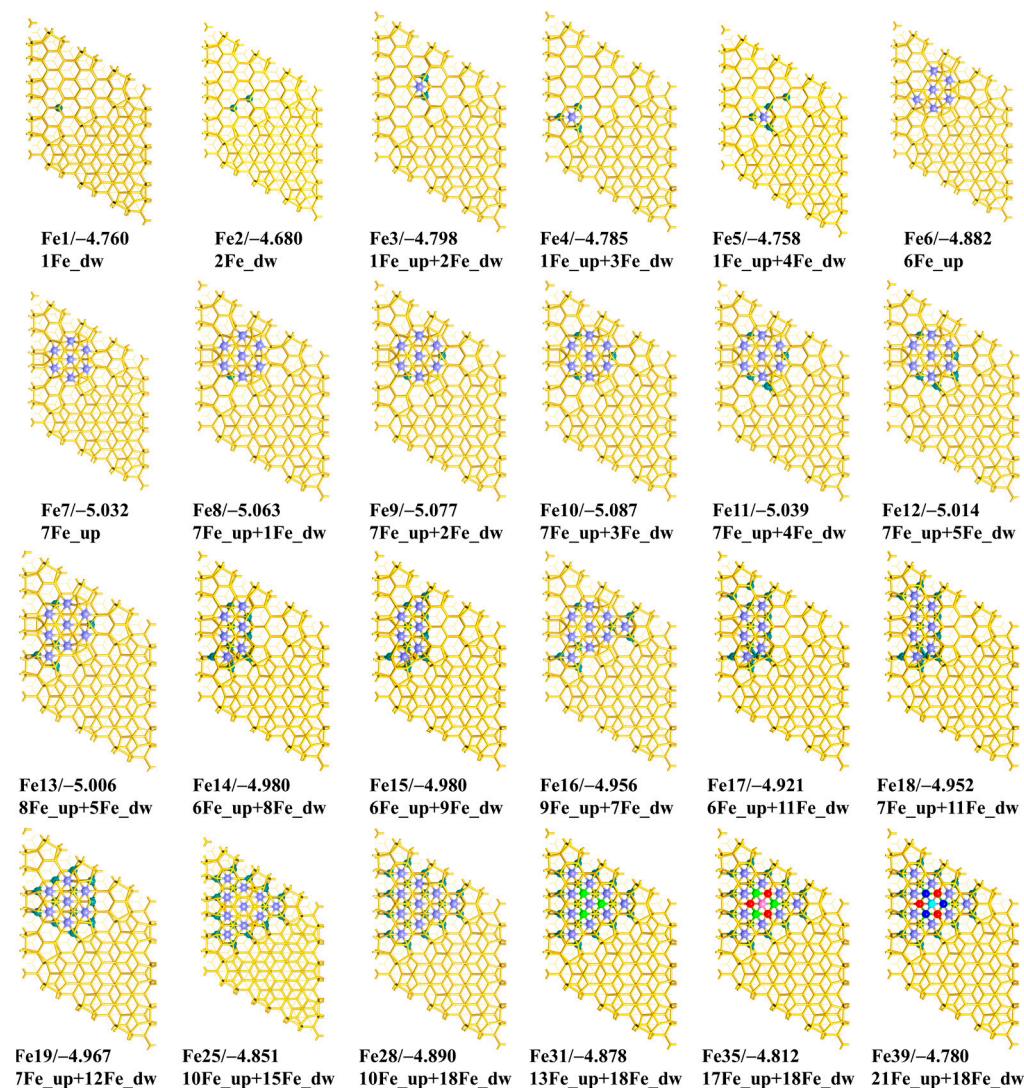 Fe1/−4.760
1Fe_dw
Fe2/−4.680
2Fe_dw
Fe3/−4.798
1Fe_up+2Fe_dw
Fe4/−4.785
1Fe_up+3Fe_dw
Fe5/−4.758
1Fe_up+4Fe_dw
Fe6/−4.882
6Fe_up
Fe7/−5.032
7Fe_up
Fe8/−5.063
7Fe_up+1Fe_dw
Fe9/−5.077
7Fe_up+2Fe_dw
Fe10/−5.087
7Fe_up+3Fe_dw
Fe11/−5.039
7Fe_up+4Fe_dw
Fe12/−5.014
7Fe_up+5Fe_dw
Fe13/−5.006
8Fe_up+5Fe_dw
Fe14/−4.980
6Fe_up+8Fe_dw
Fe15/−4.980
6Fe_up+9Fe_dw
Fe16/−4.956
9Fe_up+7Fe_dw
Fe17/−4.921
6Fe_up+11Fe_dw
Fe18/−4.952
7Fe_up+11Fe_dw
Fe19/−4.967
7Fe_up+12Fe_dw
Fe25/−4.851
10Fe_up+15Fe_dw
Fe28/−4.890
10Fe_up+18Fe_dw
Fe31/−4.878
13Fe_up+18Fe_dw
Fe35/−4.812
17Fe_up+18Fe_dw
Fe39/−4.780
21Fe_up+18Fe_dw